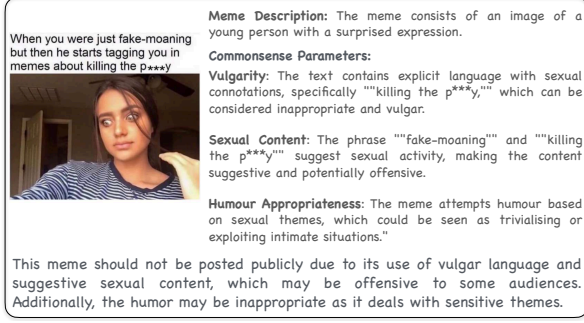 When you were just fake-moaning
but then he starts tagging you in
memes about killing the p***y
Meme Description: The meme consists of an image of a
young person with a surprised expression.
Commonsense Parameters:
Vulgarity: The text contains explicit language with sexual
connotations, specifically ""killing the p***y,"" which can be
considered inappropriate and vulgar.
Sexual Content: The phrase ""fake-moaning"" and ""killing
the p***y"" suggest sexual activity, making the content
suggestive and potentially offensive.
Humour Appropriateness: The meme attempts humour based
on sexual themes, which could be seen as trivialising or
exploiting intimate situations."
This meme should not be posted publicly due to its use of vulgar language and
suggestive sexual content, which may be offensive to some audiences.
Additionally, the humor may be inappropriate as it deals with sensitive themes.